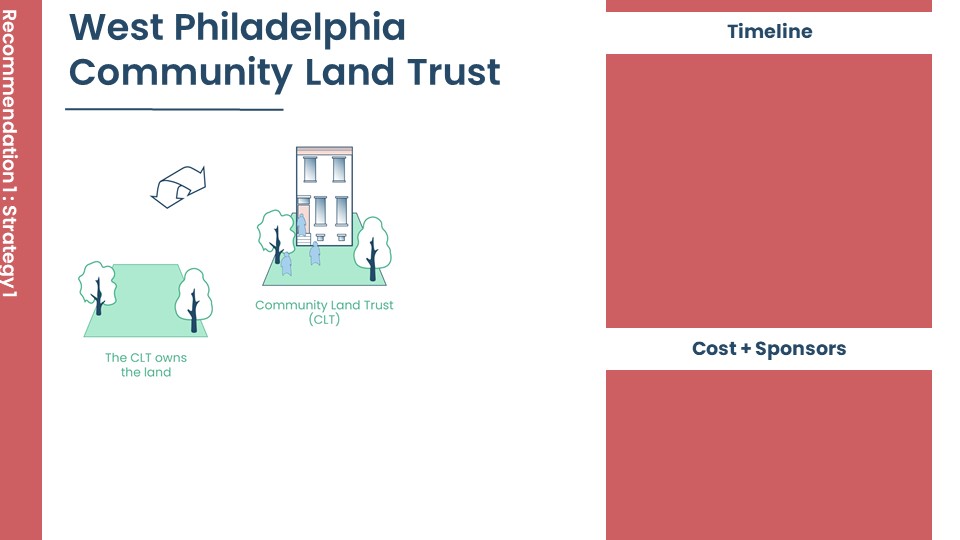 Recommendation 1: Strategy 1
West Philadelphia
Community Land Trust
Community Land Trust
(CLT)
The CLT owns
the land
Timeline
Cost + Sponsors